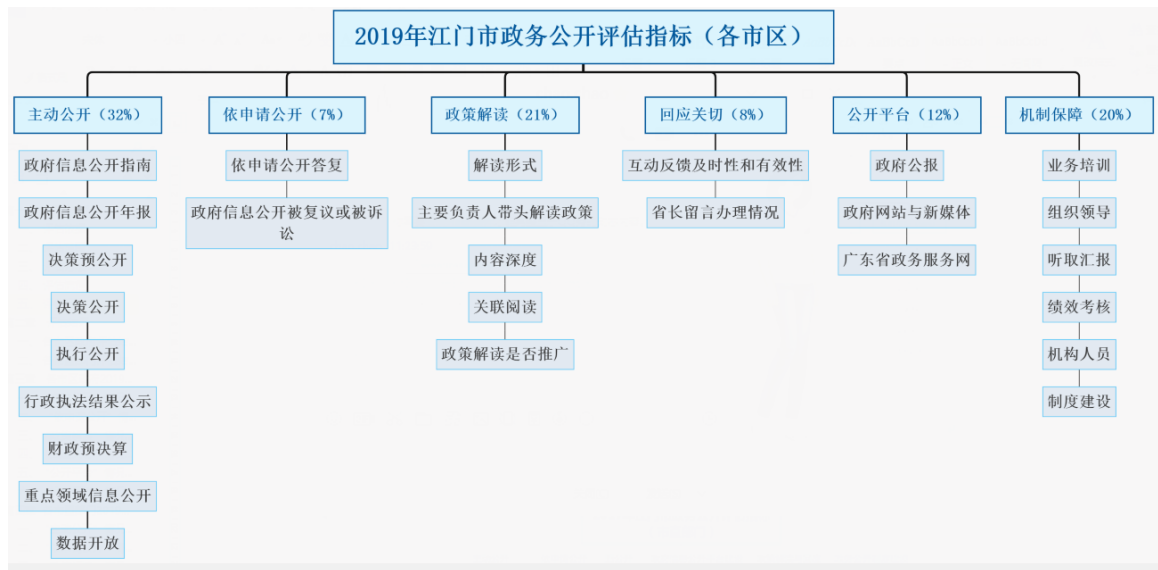 2019年江门市政务公开评估指标（各市区）
主动公开（32%）
政府信息公开指南
政府信息公开年报
决策预公开
决策公开
执行公开
行政执法结果公示
财政预决算
重点领域信息公开
数据开放
依申请公开（7%）
依申请公开答复
政府信息公开被复议或被诉
讼
政策解读（21%）
解读形式
主要负责人带头解读政策
内容深度
关联阅读
政策解读是否推广
回应关切（8%）
互动反馈及时性和有效性
省长留言办理情况
公开平台（12%）
政府公报
政府网站与新媒体
广东省政务服务网
机制保障（20%）
业务培训
组织领导
听取汇报
绩效考核
机构人员
制度建设